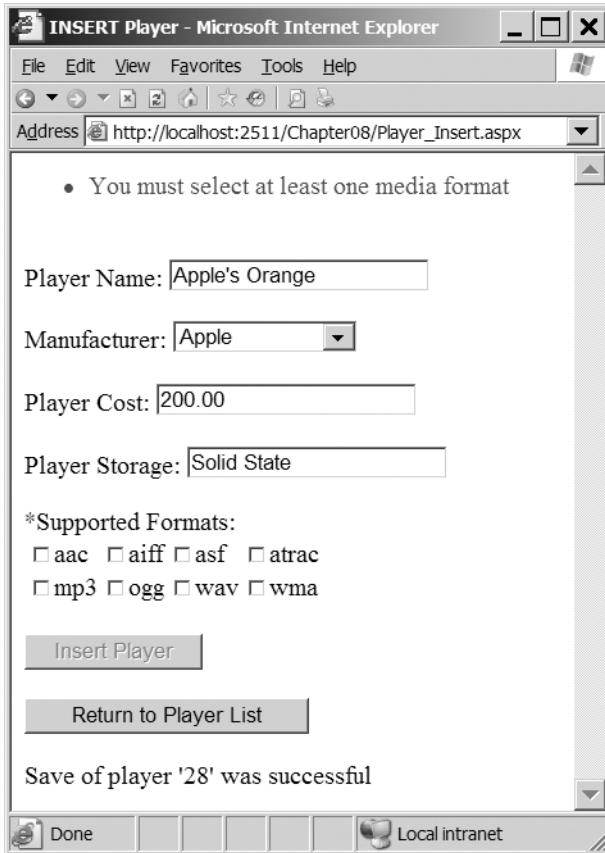 INSERT Player - Microsoft Internet Explorer
File Edit View Favorites Tools Help
Address http://localhost:2511/Chapter08/Player_Insert.aspx
• You must select at least one media format
Player Name: Apple's Orange
Manufacturer: Apple
Player Cost: 200.00
Player Storage: Solid State
*Supported Formats:
aac aiff asf atrac
mp3 ogg wav wma
Insert Player
Return to Player List
Save of player '28' was successful
Done Local intranet